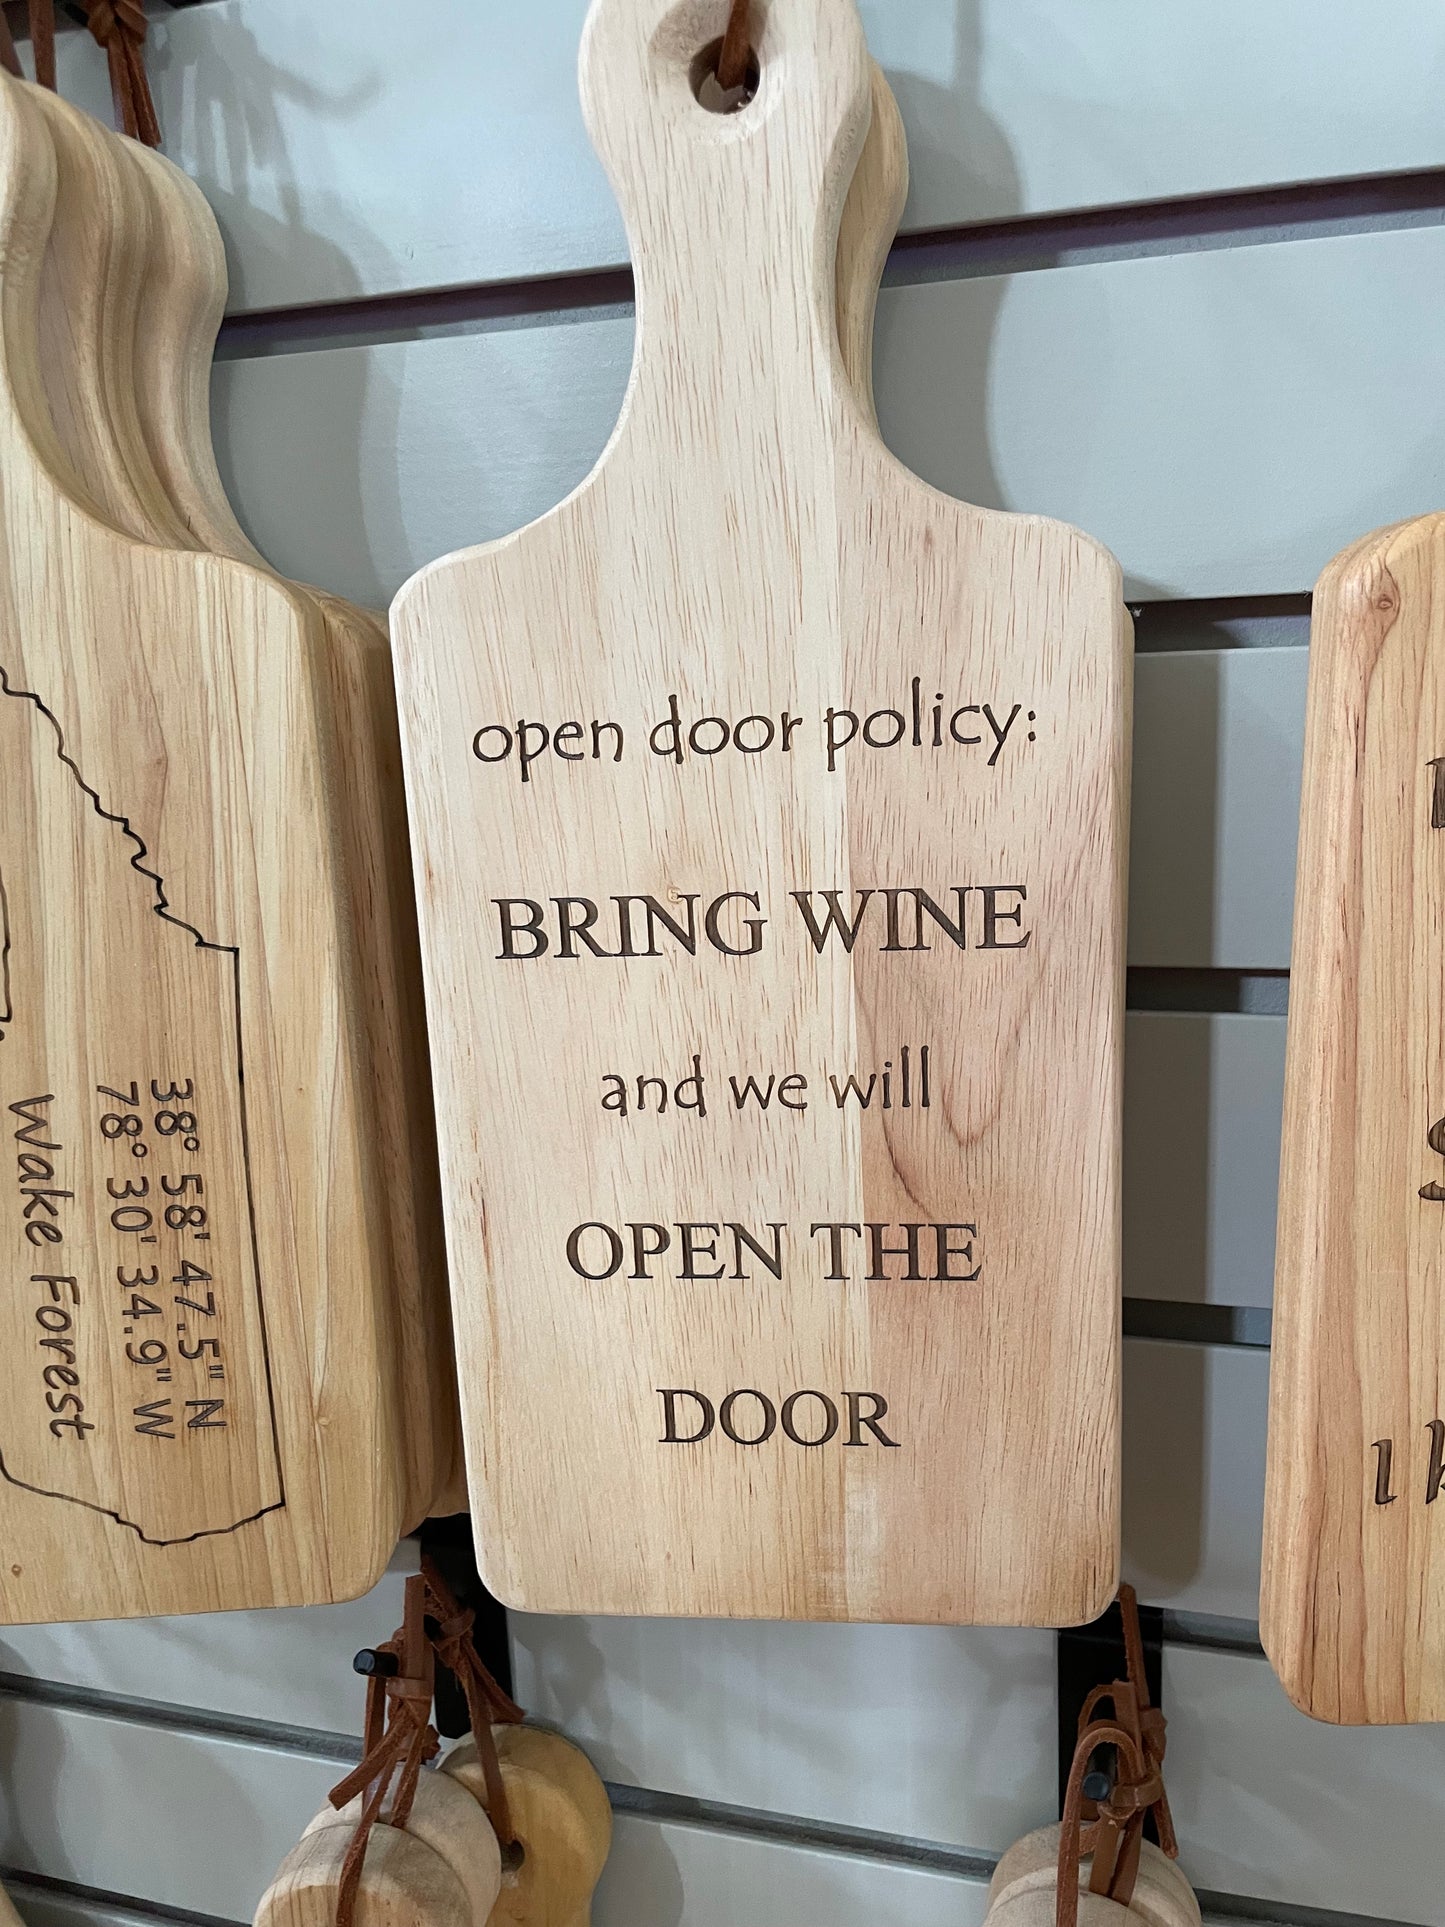 open door policy:
BRING WINE
and we will
OPEN THE
DOOR
38° 58' 47.5" N
78° 30' 34.9" W
Wake Forest